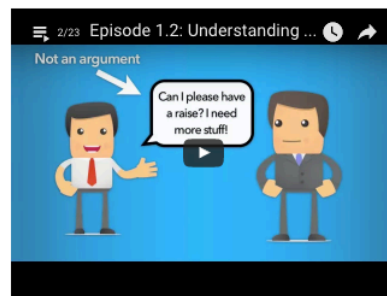 2/23 Episode 1.2: Understanding ...
Not an argument
Can I please have
a raise? I need
more stuff!